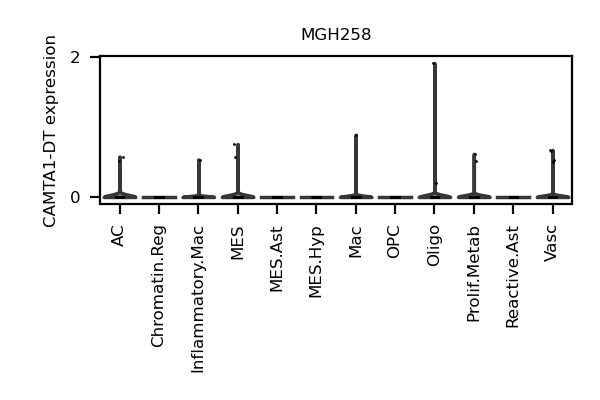 MGH258
CAMTA1-DT expression
2
0
AC
Chromatin.Reg
Inflammatory.Mac
MES
MES.Ast
MES.Hyp
Mac
OPC
Oligo
Prolif.Metab
Reactive.Ast
Vasc